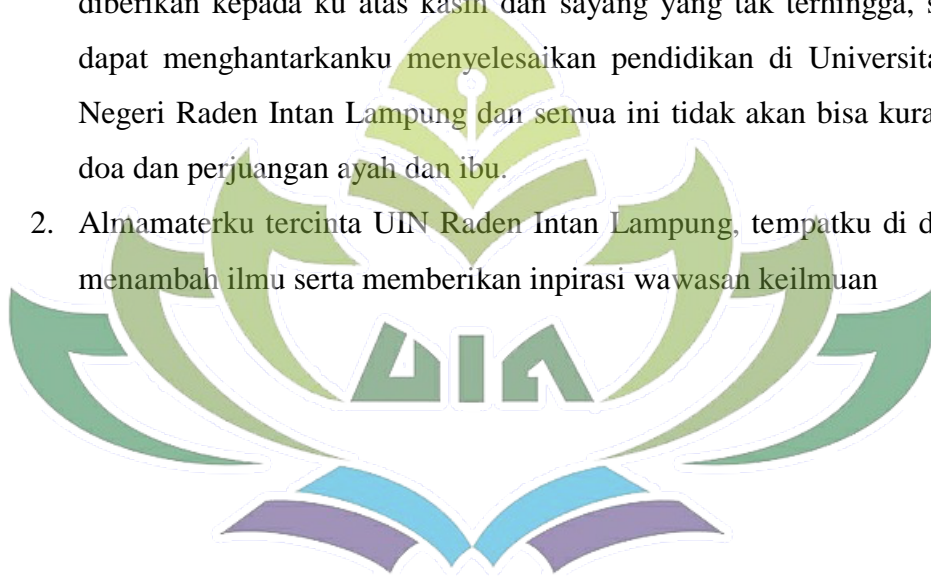 diberikan kepada ku atas kasih dan sayang yang tak terhingga,
dapat menghantarkanku menyelesaikan pendidikan di
Negeri Raden Intan Lampung dan semua ini tidak akan bisa
doa dan perjuangan ayah dan ibu.
2. Almamaterku tercinta UIN Raden Intan Lampung, tempatku di
menambah ilmu serta memberikan inpirasi wawasan keilmuan
UIN